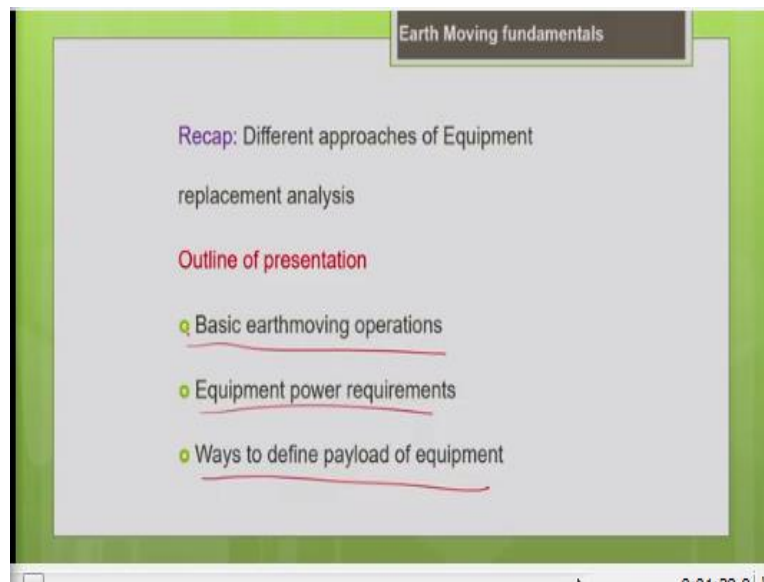 Earth Moving fundamentals
Recap: Different approaches of Equipment
replacement analysis
Outline of presentation
o Basic earthmoving operations
o Equipment power requirements
o Ways to define payload of equipment